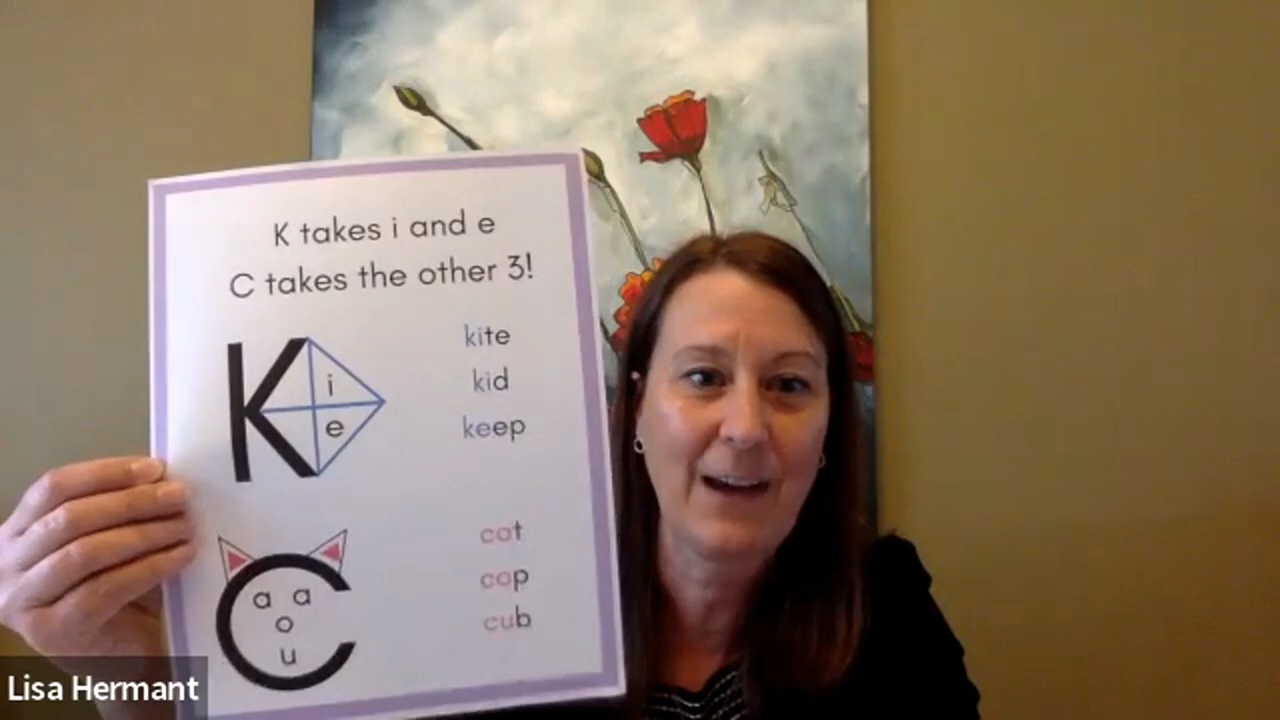 K takes i and e
C takes the other 3!
K
i
e
kite
kid
keep
C
a a
o
u
cat
cop
cub
Lisa Hermant